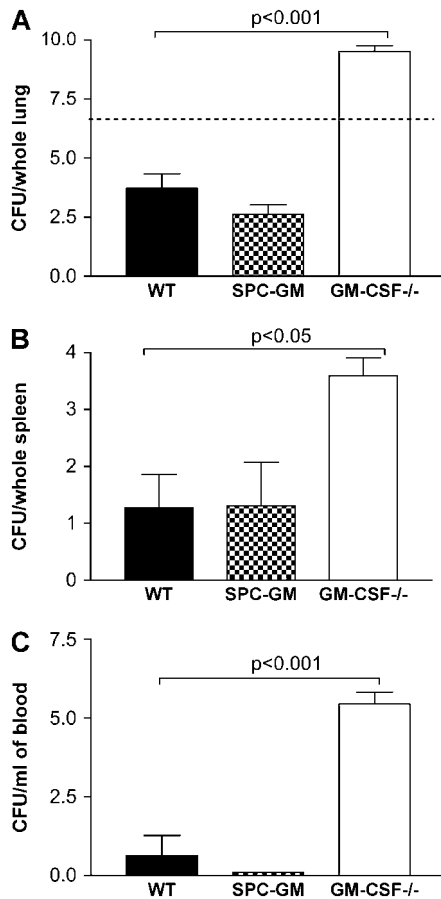 A
p<0.001
CFU/whole lung
10.0
7.5
5.0
2.5
0.0
WT SPC-GM GM-CSF-/-
B
p<0.05
CFU/whole spleen
4
3
2
1
0
WT SPC-GM GM-CSF-/-
C
p<0.001
CFU/ml of blood
7.5
5.0
2.5
0.0
WT SPC-GM GM-CSF-/-